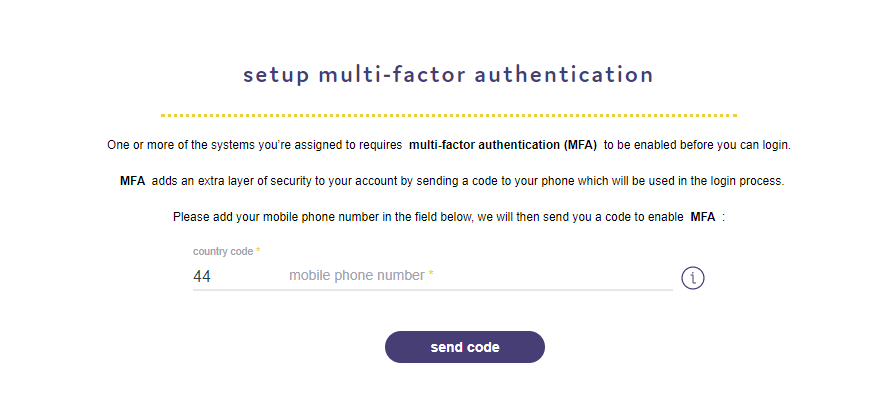 setup multi-factor authentication
One or more of the systems you're assigned to requires multi-factor authentication (MFA) to be enabled before you can login.
MFA adds an extra layer of security to your account by sending a code to your phone which will be used in the login process.
Please add your mobile phone number in the field below, we will then send you a code to enable MFA :
country code *
44 mobile phone number * i
send code